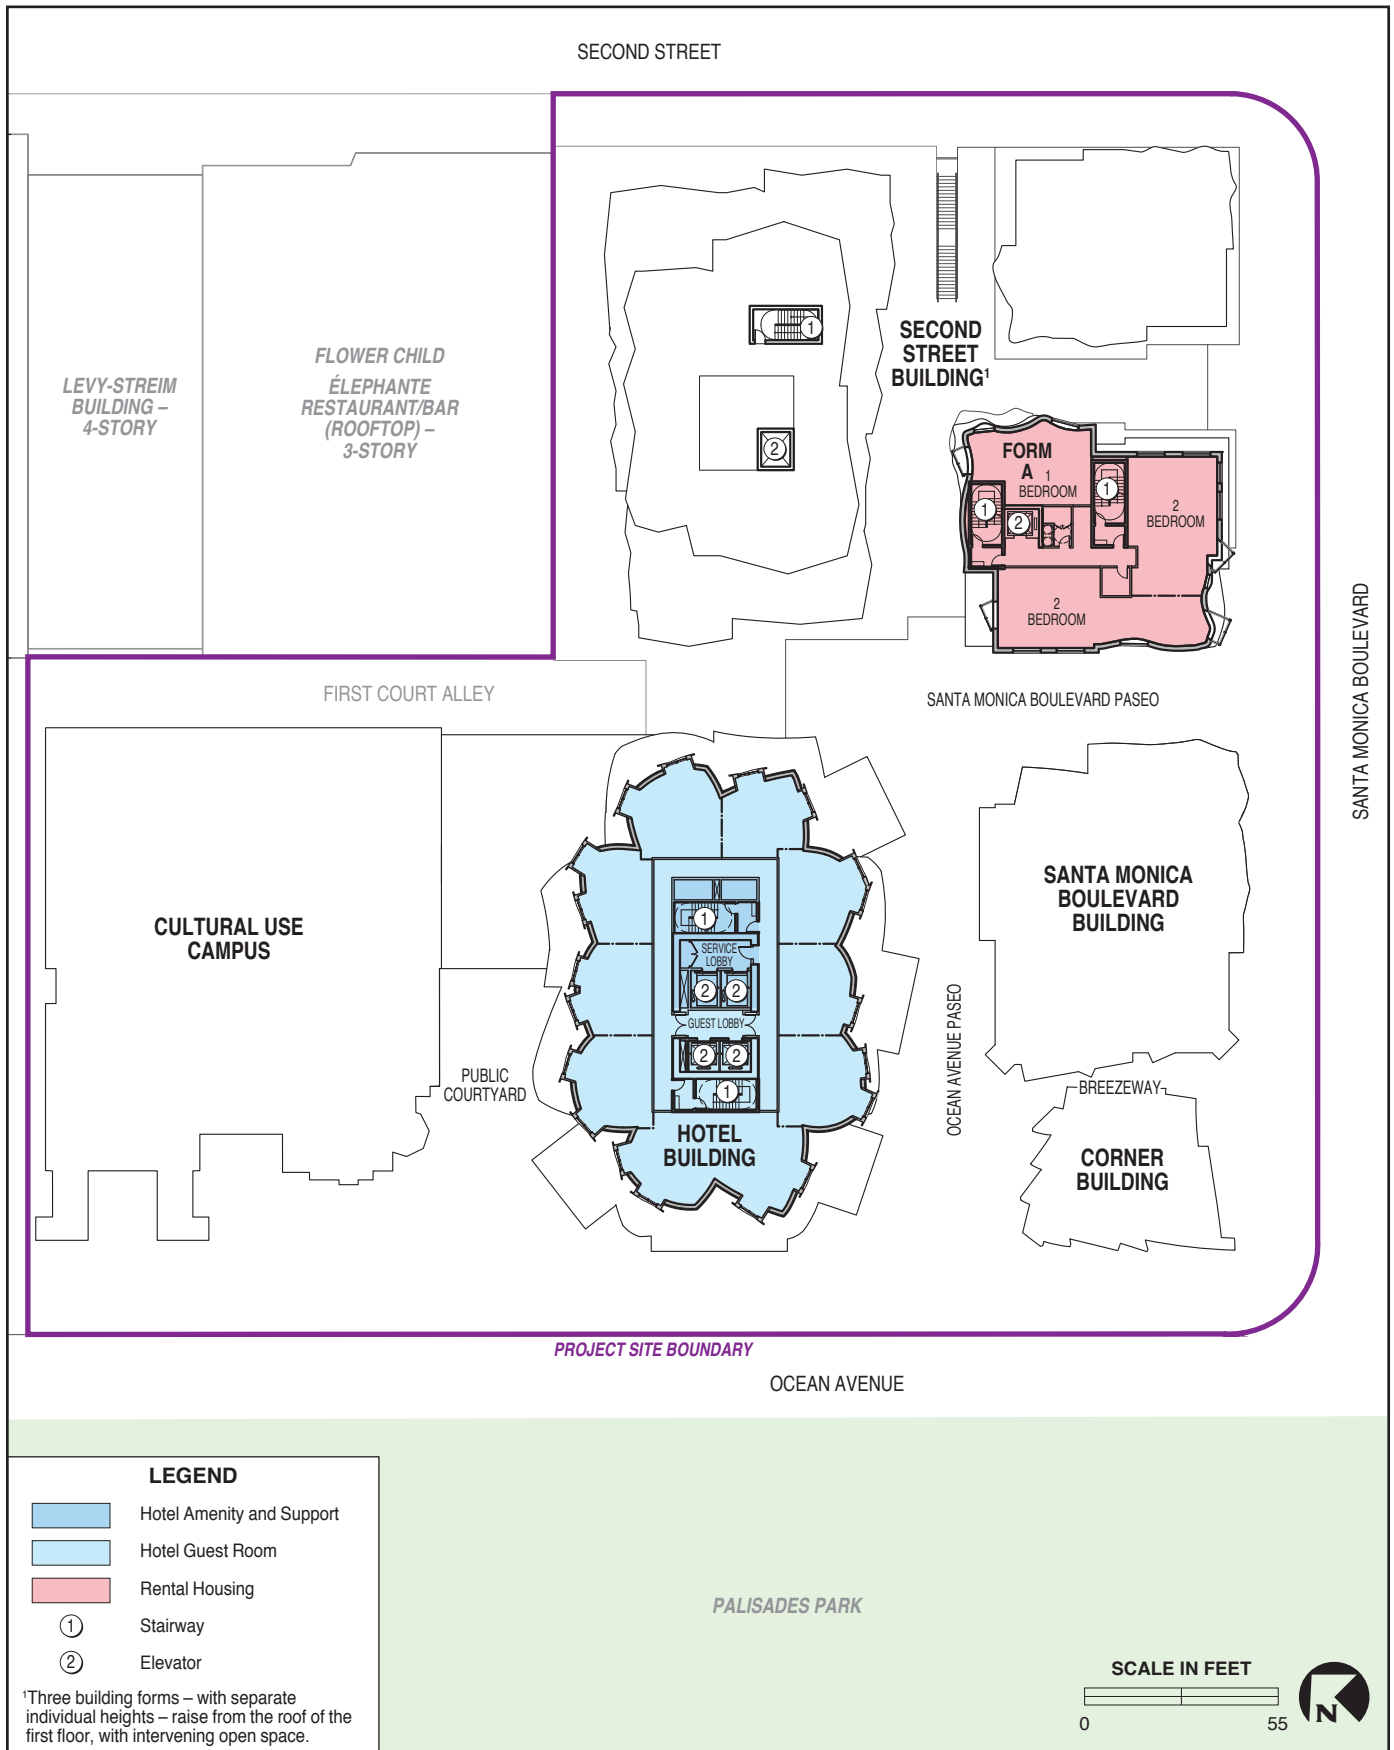 SECOND STREET
FLOWER CHILD
ÉLEPHANTE
RESTAURANT/BAR
(ROOFTOP) –
3-STORY
LEVY-STREIM
BUILDING –
4-STORY
1
2
SECOND
STREET
BUILDING¹
FORM
A
1
BEDROOM
1
1
2
2
BEDROOM
2
BEDROOM
SANTA MONICA BOULEVARD
FIRST COURT ALLEY
SANTA MONICA BOULEVARD PASEO
CULTURAL USE
CAMPUS
PUBLIC
COURTYARD
1
SERVICE
LOBBY
2
2
GUEST LOBBY
2
2
1
HOTEL
BUILDING
OCEAN AVENUE PASEO
SANTA MONICA
BOULEVARD
BUILDING
BREEZEWAY
CORNER
BUILDING
PROJECT SITE BOUNDARY
OCEAN AVENUE
LEGEND
Hotel Amenity and Support
Hotel Guest Room
Rental Housing
1 Stairway
2 Elevator
¹Three building forms – with separate
individual heights – raise from the roof of the
first floor, with intervening open space.
PALISADES PARK
SCALE IN FEET
0 55
N